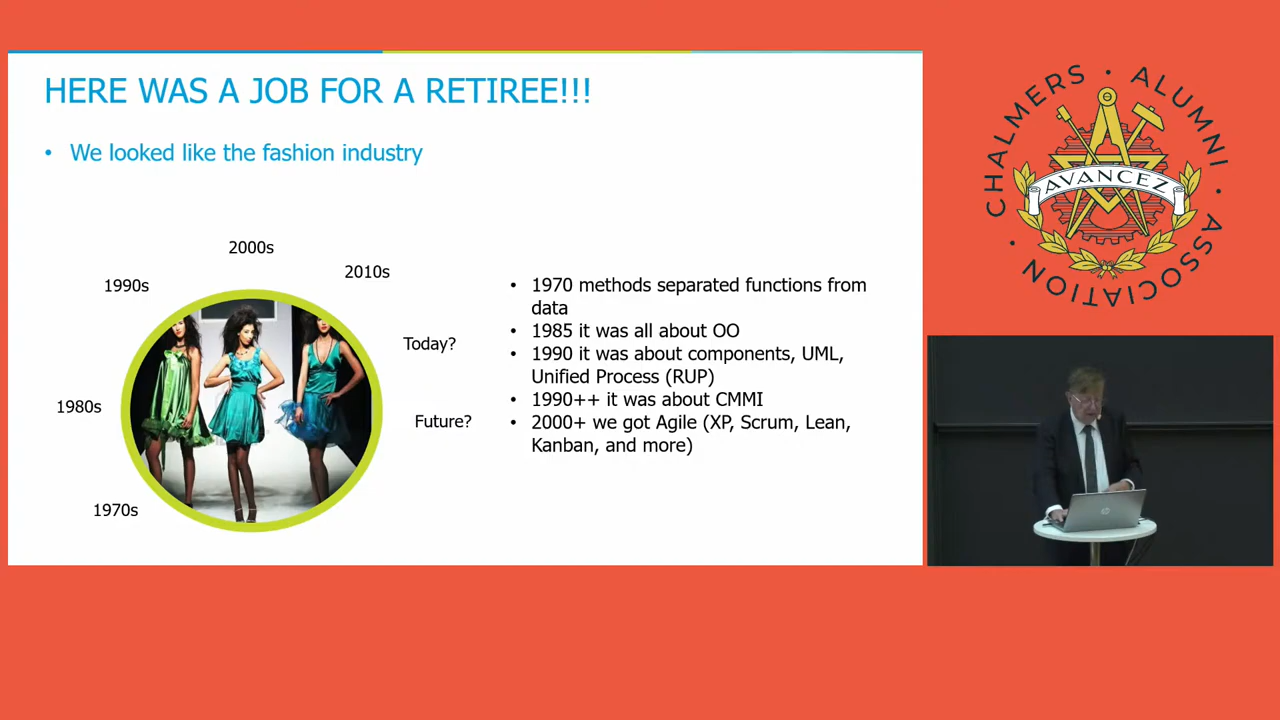 HERE WAS A JOB FOR A RETIREE!!!
• We looked like the fashion industry
2000s
2010s
1990s
Today?
1980s
Future?
1970s
• 1970 methods separated functions from
data
• 1985 it was all about OO
• 1990 it was about components, UML,
Unified Process (RUP)
• 1990++ it was about CMMI
• 2000+ we got Agile (XP, Scrum, Lean,
Kanban, and more)
CHALMERS • ALUMNI • ASSOCIATION •
AVANCEZ
hp